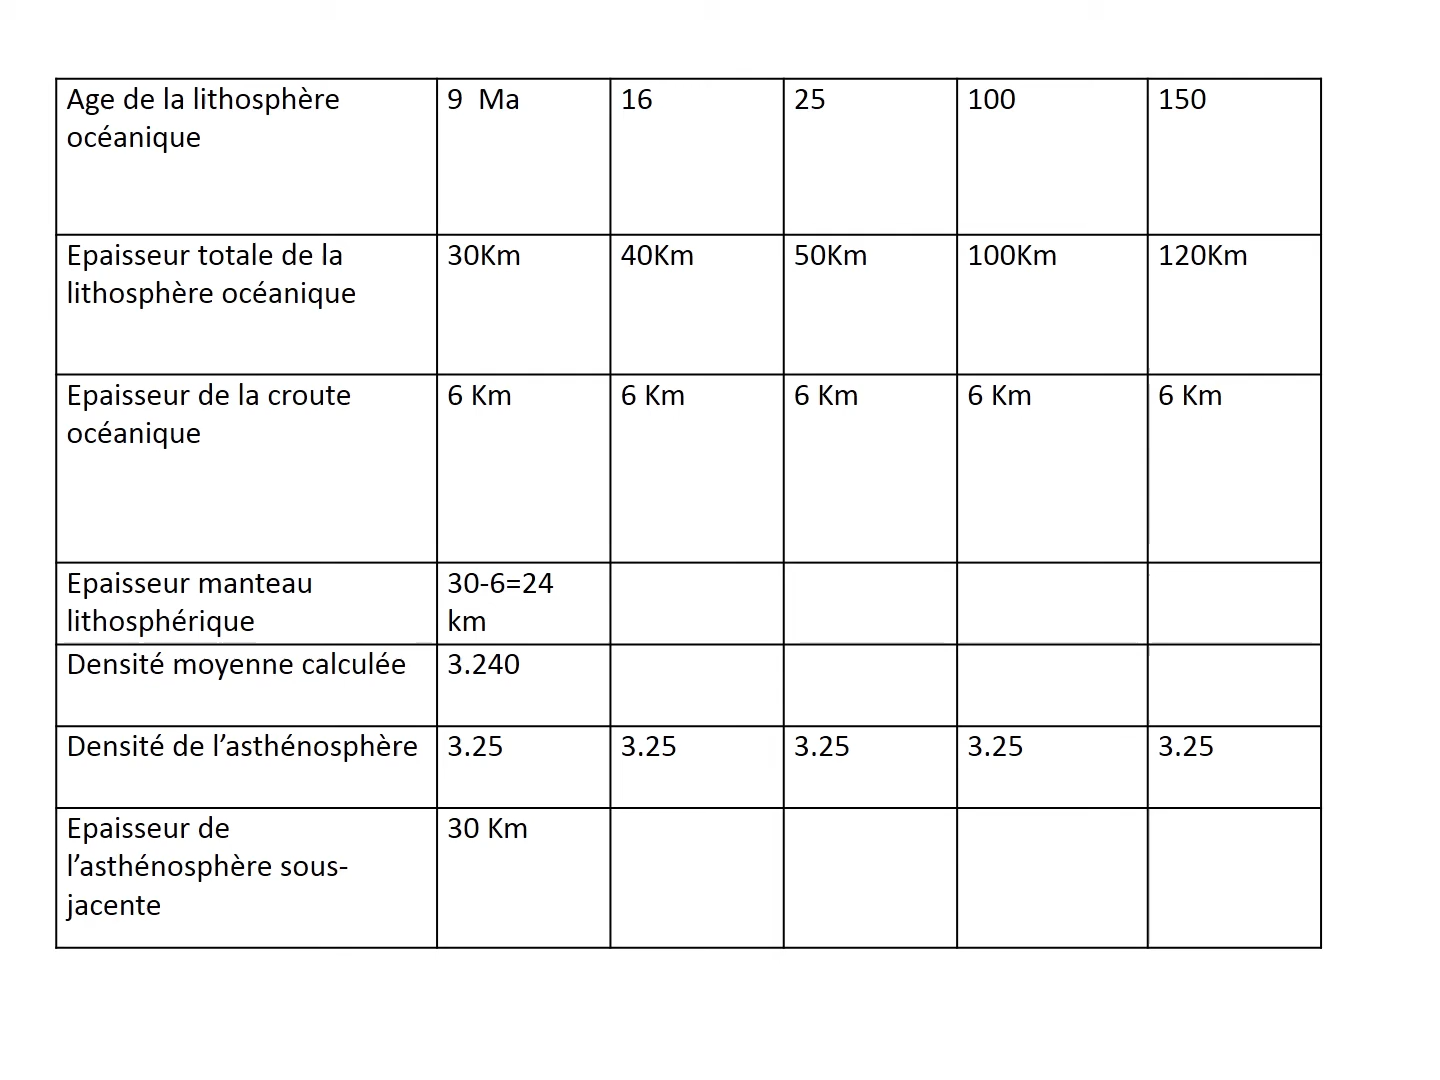 Age de la lithosphère
océanique
9  Ma
16
25
100
150
Epaisseur totale de la
lithosphère océanique
30Km
40Km
50Km
100Km
120Km
Epaisseur de la croute
océanique
6 Km
6 Km
6 Km
6 Km
6 Km
Epaisseur manteau
lithosphérique
30-6=24
km
Densité moyenne calculée
3.240
Densité de l’asthénosphère
3.25
3.25
3.25
3.25
3.25
Epaisseur de
l’asthénosphère sous-
jacente
30 Km